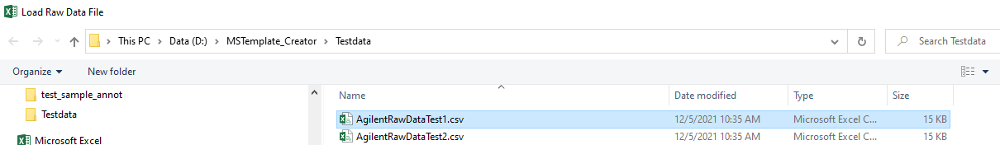 Load Raw Data File
This PC > Data (D:) > MSTemplate_Creator > Testdata
Search Testdata
Organize New folder
test_sample_annot
Testdata
Microsoft Excel
Name Date modified Type Size
AgilentRawDataTest1.csv 12/5/2021 10:35 AM Microsoft Excel C... 15 KB
AgilentRawDataTest2.csv 12/5/2021 10:35 AM Microsoft Excel C... 15 KB